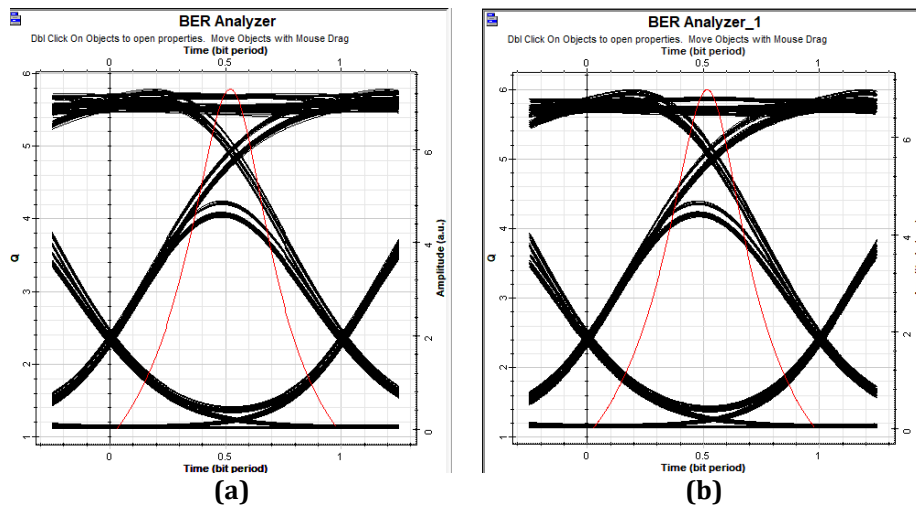 BER Analyzer
Dbl Click On Objects to open properties. Move Objects with Mouse Drag
Time (bit period)
0 0.5 1
6
5
4
3
2
1
Q
6
4
2
0
Amplitude (a.u.)
0 0.5 1
Time (bit period)
(a)
BER Analyzer_1
Dbl Click On Objects to open properties. Move Objects with Mouse Drag
Time (bit period)
0 0.5 1
6
5
4
3
2
1
Q
6
4
2
0
0 0.5 1
Time (bit period)
(b)